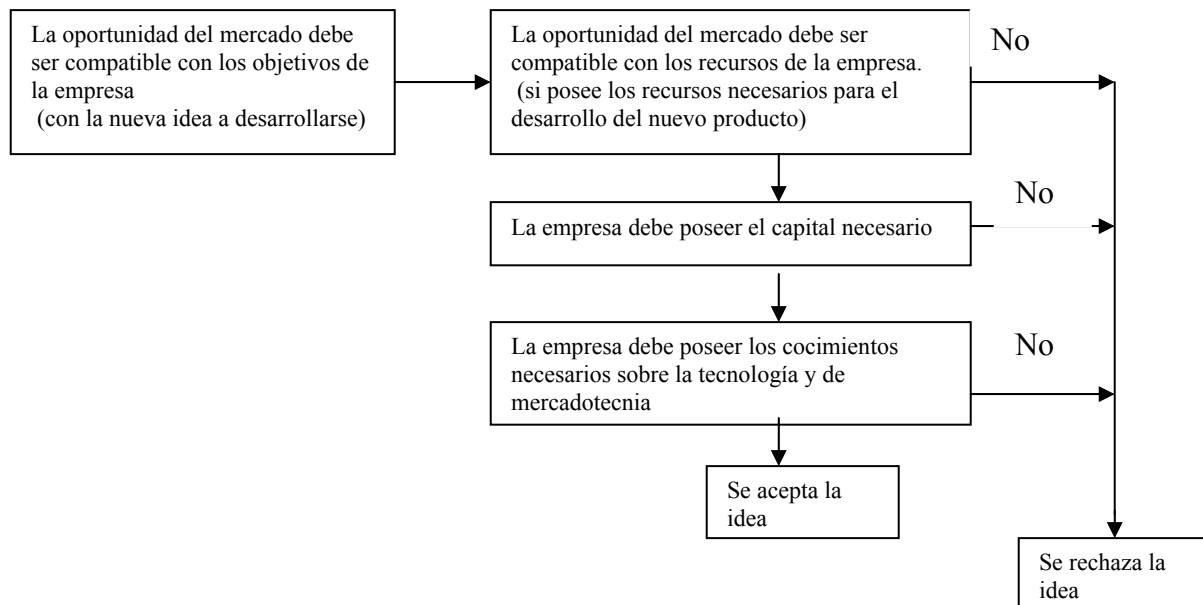 La oportunidad del mercado debe
ser compatible con los objetivos de
la empresa
(con la nueva idea a desarrollarse)
La oportunidad del mercado debe ser
compatible con los recursos de la empresa.
(si posee los recursos necesarios para el
desarrollo del nuevo producto)
No
La empresa debe poseer el capital necesario
No
La empresa debe poseer los cocimientos
necesarios sobre la tecnología y de
mercadotecnia
No
Se acepta la
idea
Se rechaza la
idea